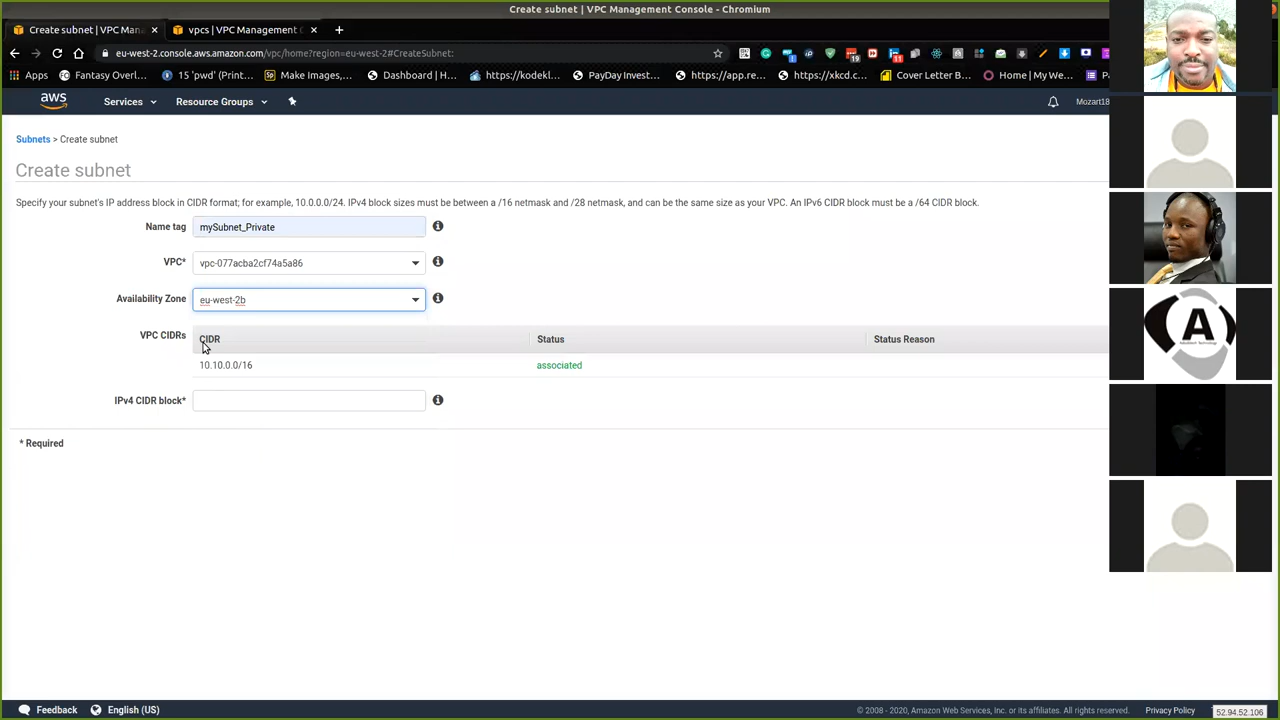 Create subnet | VPC Management Console - Chromium
Create subnet | VPC Mana
vpcs | VPC Management C
eu-west-2.console.aws.amazon.com/vpc/home?region=eu-west-2#CreateSubnet:
Apps Fantasy Overl... 15 'pwd' (Print... Make Images,... Dashboard | H... https://kodekl... PayDay Invest... https://app.re... https://xkcd.c... Cover Letter B... Home | My We...
aws Services Resource Groups Mozart18
Subnets > Create subnet
Create subnet
Specify your subnet's IP address block in CIDR format; for example, 10.0.0.0/24. IPv4 block sizes must be between a /16 netmask and /28 netmask, and can be the same size as your VPC. An IPv6 CIDR block must be a /64 CIDR block.
Name tag mySubnet_Private
VPC* vpc-077acba2cf74a5a86
Availability Zone eu-west-2b
VPC CIDRs CIDR Status Status Reason
10.10.0.0/16 associated
IPv4 CIDR block*
* Required
A
Feedback English (US) © 2008 - 2020, Amazon Web Services, Inc. or its affiliates. All rights reserved. Privacy Policy
52.94.52.106